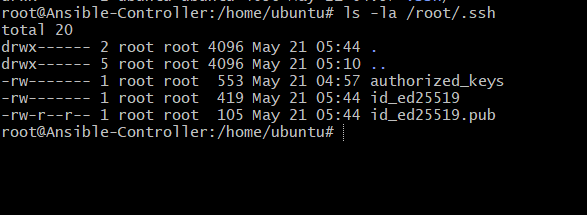 root@Ansible-Controller:/home/ubuntu# ls -la /root/.ssh
total 20
drwx------ 2 root root 4096 May 21 05:44 .
drwx------ 5 root root 4096 May 21 05:10 ..
-rw------- 1 root root  553 May 21 04:57 authorized_keys
-rw------- 1 root root  419 May 21 05:44 id_ed25519
-rw-r--r-- 1 root root  105 May 21 05:44 id_ed25519.pub
root@Ansible-Controller:/home/ubuntu#